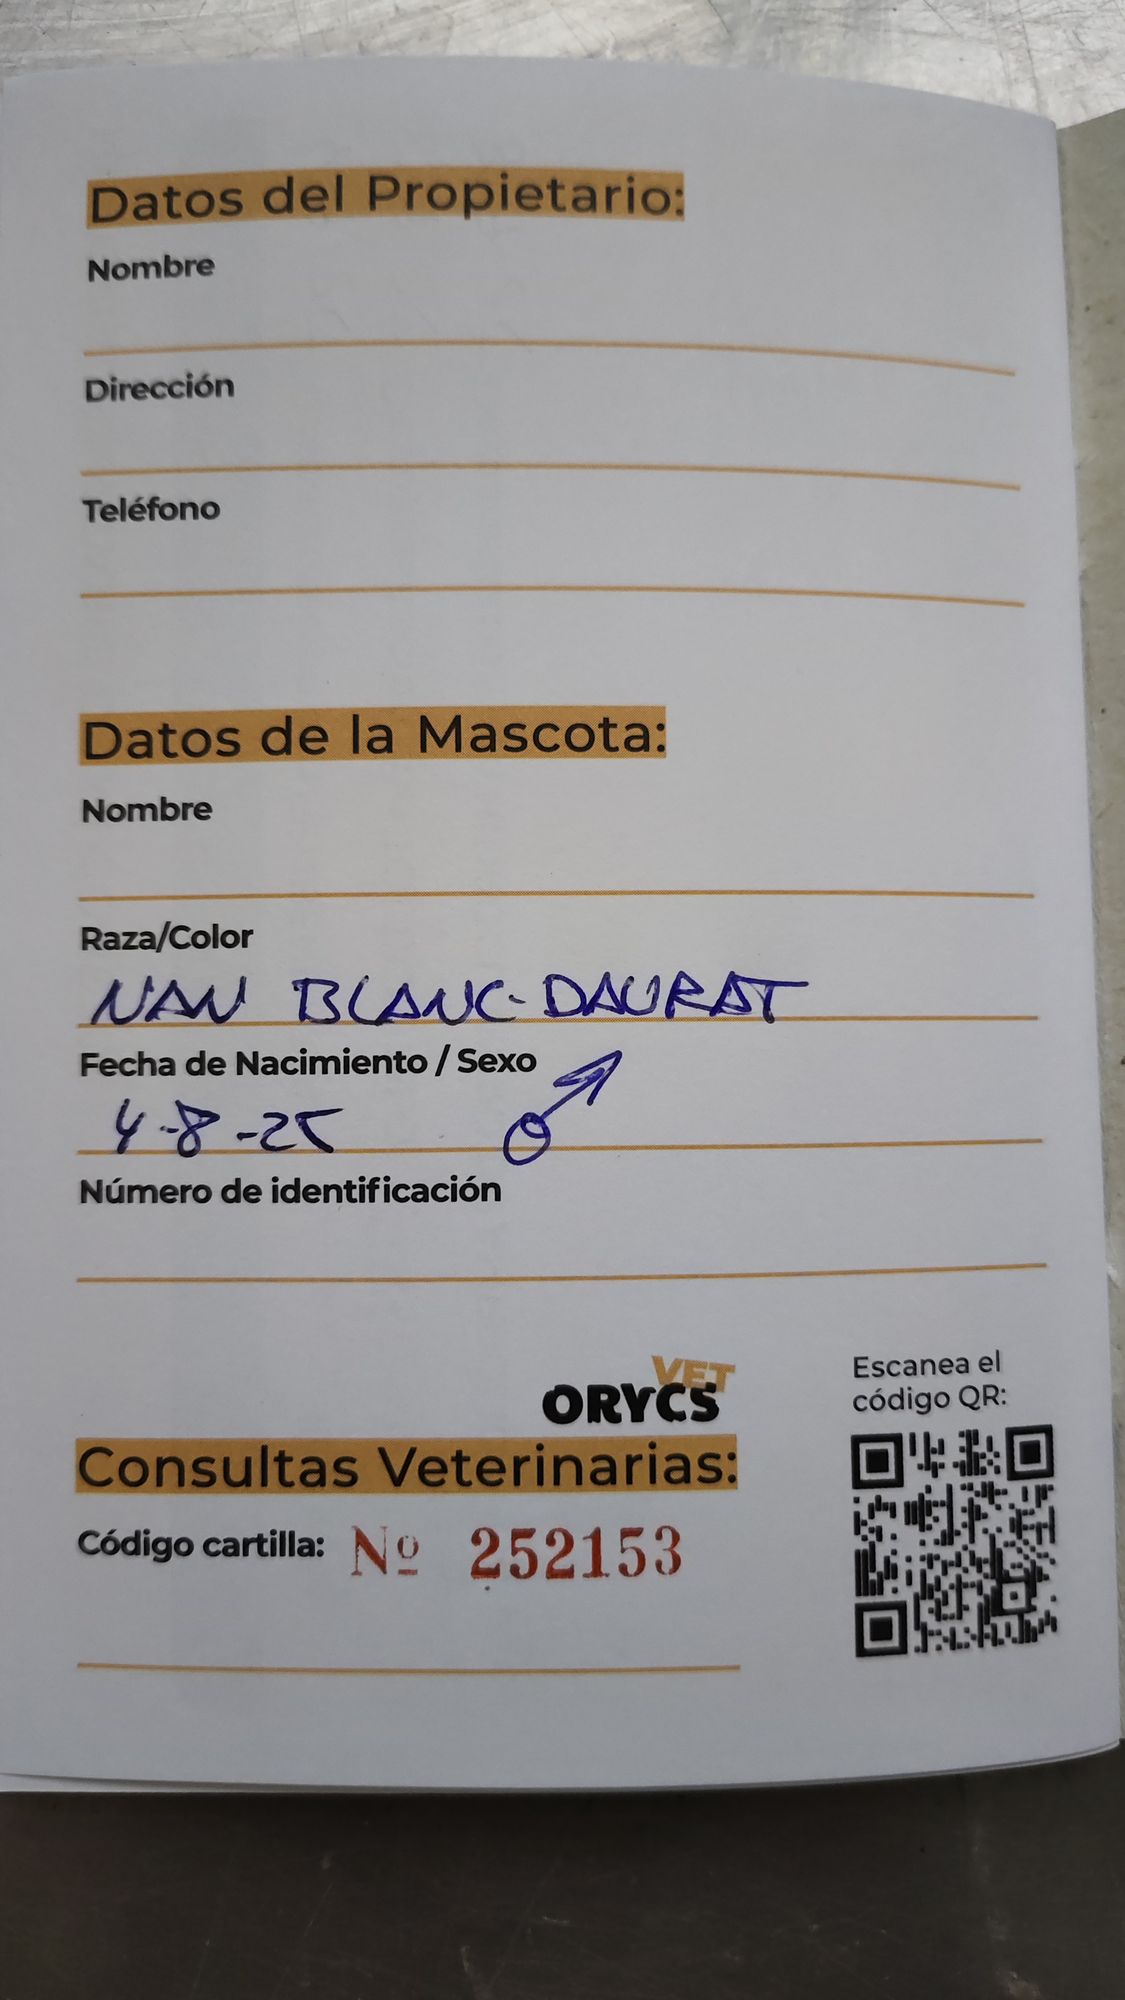 Datos del Propietario:
Nombre
Dirección
Teléfono
Datos de la Mascota:
Nombre
Raza/Color
NAN BLANC-DAURAT
Fecha de Nacimiento / Sexo
4-8-25 ♂
Número de identificación
VET
ORYCS
Escanea el
código QR:
Consultas Veterinarias:
Código cartilla: Nº 252153